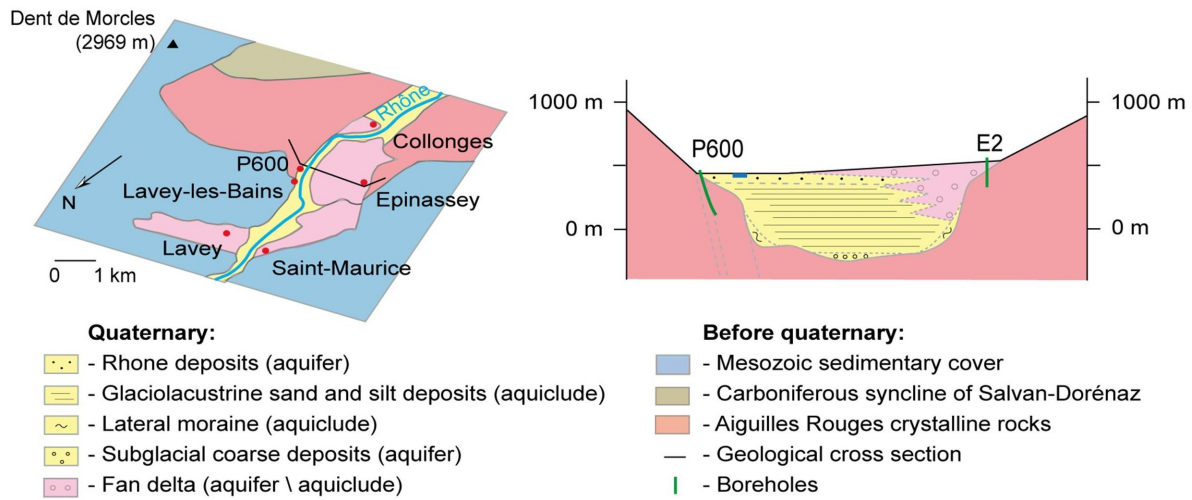 Dent de Morcles
(2969 m)
Rhône
Collonges
P600
Lavey-les-Bains
Epinassey
N
Lavey
Saint-Maurice
0 1 km
1000 m
1000 m
P600
E2
0 m
0 m
Quaternary:
- Rhone deposits (aquifer)
- Glaciolacustrine sand and silt deposits (aquiclude)
- Lateral moraine (aquiclude)
- Subglacial coarse deposits (aquifer)
- Fan delta (aquifer \ aquiclude)
Before quaternary:
- Mesozoic sedimentary cover
- Carboniferous syncline of Salvan-Dorénaz
- Aiguilles Rouges crystalline rocks
- Geological cross section
- Boreholes